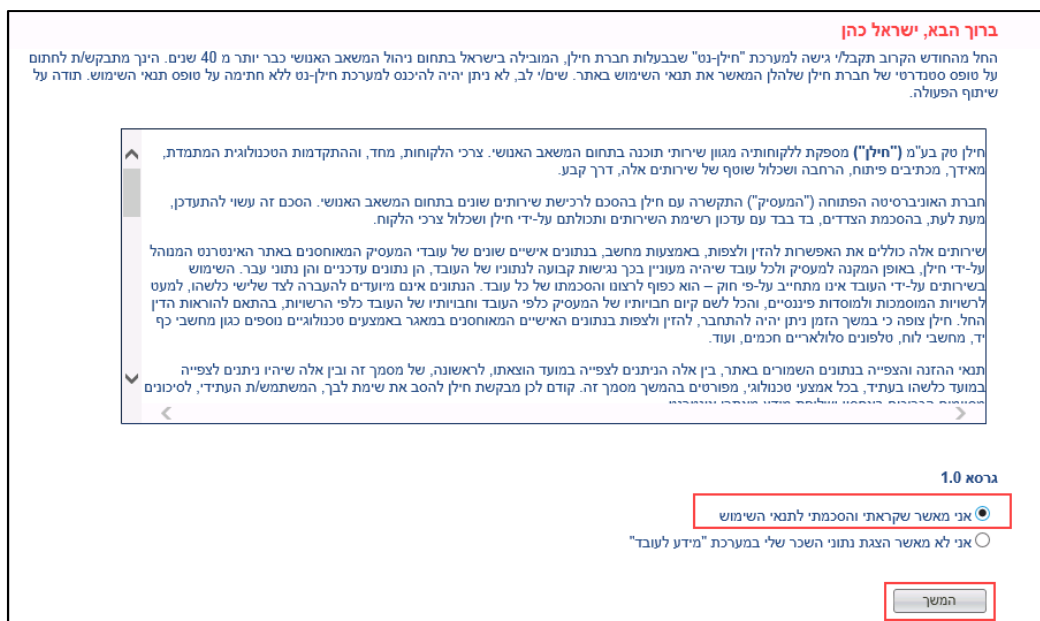 ברוך הבא, ישראל כהן
החל מהחודש הקרוב תקבל/י גישה למערכת "חילן-נט" שבבעלות חברת חילן, המובילה בישראל בתחום ניהול המשאב האנושי כבר יותר מ 40 שנים. הינך מתבקש/ת לחתום
על טופס סטנדרטי של חברת חילן שלהלן המאשר את תנאי השימוש באתר. שים/י לב, לא ניתן יהיה להיכנס למערכת חילן-נט ללא חתימה על טופס תנאי השימוש. תודה על
שיתוף הפעולה.
חילן טק בע"מ ("חילן") מספקת ללקוחותיה מגוון שירותי תוכנה בתחום המשאב האנושי. צרכי הלקוחות, מחד, וההתקדמות הטכנולוגית המתמדת,
מאידך, מכתיבים פיתוח, הרחבה ושכלול שוטף של שירותים אלה, דרך קבע.
חברת האוניברסיטה הפתוחה ("המעסיק") התקשרה עם חילן בהסכם לרכישת שירותים שונים בתחום המשאב האנושי. הסכם זה עשוי להתעדכן,
מעת לעת, בהסכמת הצדדים, בד בבד עם עדכון רשימת השירותים ותכולתם על-ידי חילן ושכלול צרכי הלקוח.
שירותים אלה כוללים את האפשרות להזין ולצפות, באמצעות מחשב, בנתונים אישיים שונים של עובדי המעסיק המאוחסנים באתר האינטרנט המנוהל
על-ידי חילן, באופן המקנה למעסיק ולכל עובד שיהיה מעוניין בכך נגישות קבועה לנתוניו של העובד, הן נתונים עדכניים והן נתוני עבר. השימוש
בשירותים על-ידי העובד אינו מתחייב על-פי חוק – הוא כפוף לרצונו והסכמתו של כל עובד. הנתונים אינם מיועדים להעברה לצד שלישי כלשהו, למעט
לרשויות המוסמכות ולמוסדות פיננסיים, והכל לשם קיום חבויותיו של המעסיק כלפי העובד וחבויותיו של העובד כלפי הרשויות, בהתאם להוראות הדין
החל. חילן צופה כי במשך הזמן ניתן יהיה להתחבר, להזין ולצפות בנתונים האישיים המאוחסנים במאגר באמצעים טכנולוגיים נוספים כגון מחשבי כף
יד, מחשבי לוח, טלפונים סלולאריים חכמים, ועוד.
תנאי ההזנה והצפייה בנתונים השמורים באתר, בין אלה הניתנים לצפייה במועד הוצאתו, לראשונה, של מסמך זה ובין אלה שיהיו ניתנים לצפייה
במועד כלשהו בעתיד, בכל אמצעי טכנולוגי, מפורטים בהמשך מסמך זה. קודם לכן מבקשת חילן להסב את שימת לבך, המשתמש/ת העתידי, לסיכונים
גרסא 1.0
אני מאשר שקראתי והסכמתי לתנאי השימוש
אני לא מאשר הצגת נתוני השכר שלי במערכת "מידע לעובד"
המשך